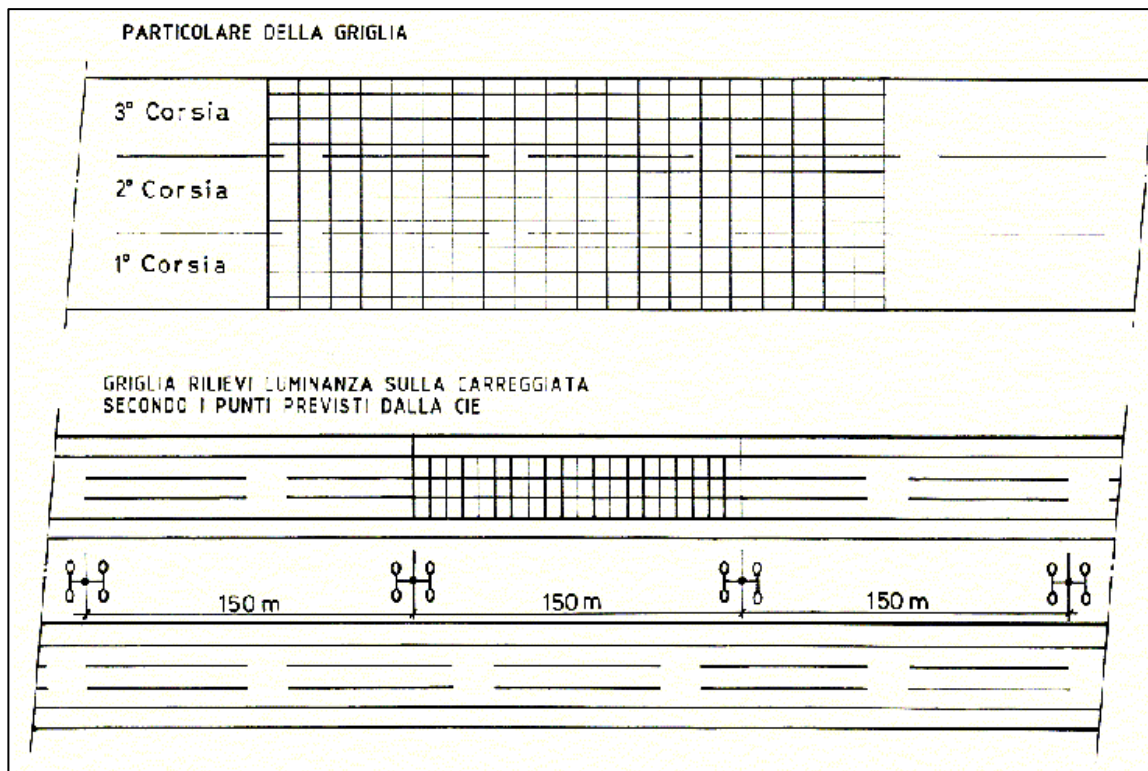 PARTICOLARE DELLA GRIGLIA
3° Corsia
2° Corsia
1° Corsia
GRIGLIA RILIEVI LUMINANZA SULLA CARREGGIATA
SECONDO I PUNTI PREVISTI DALLA CIE
150 m 150 m 150 m